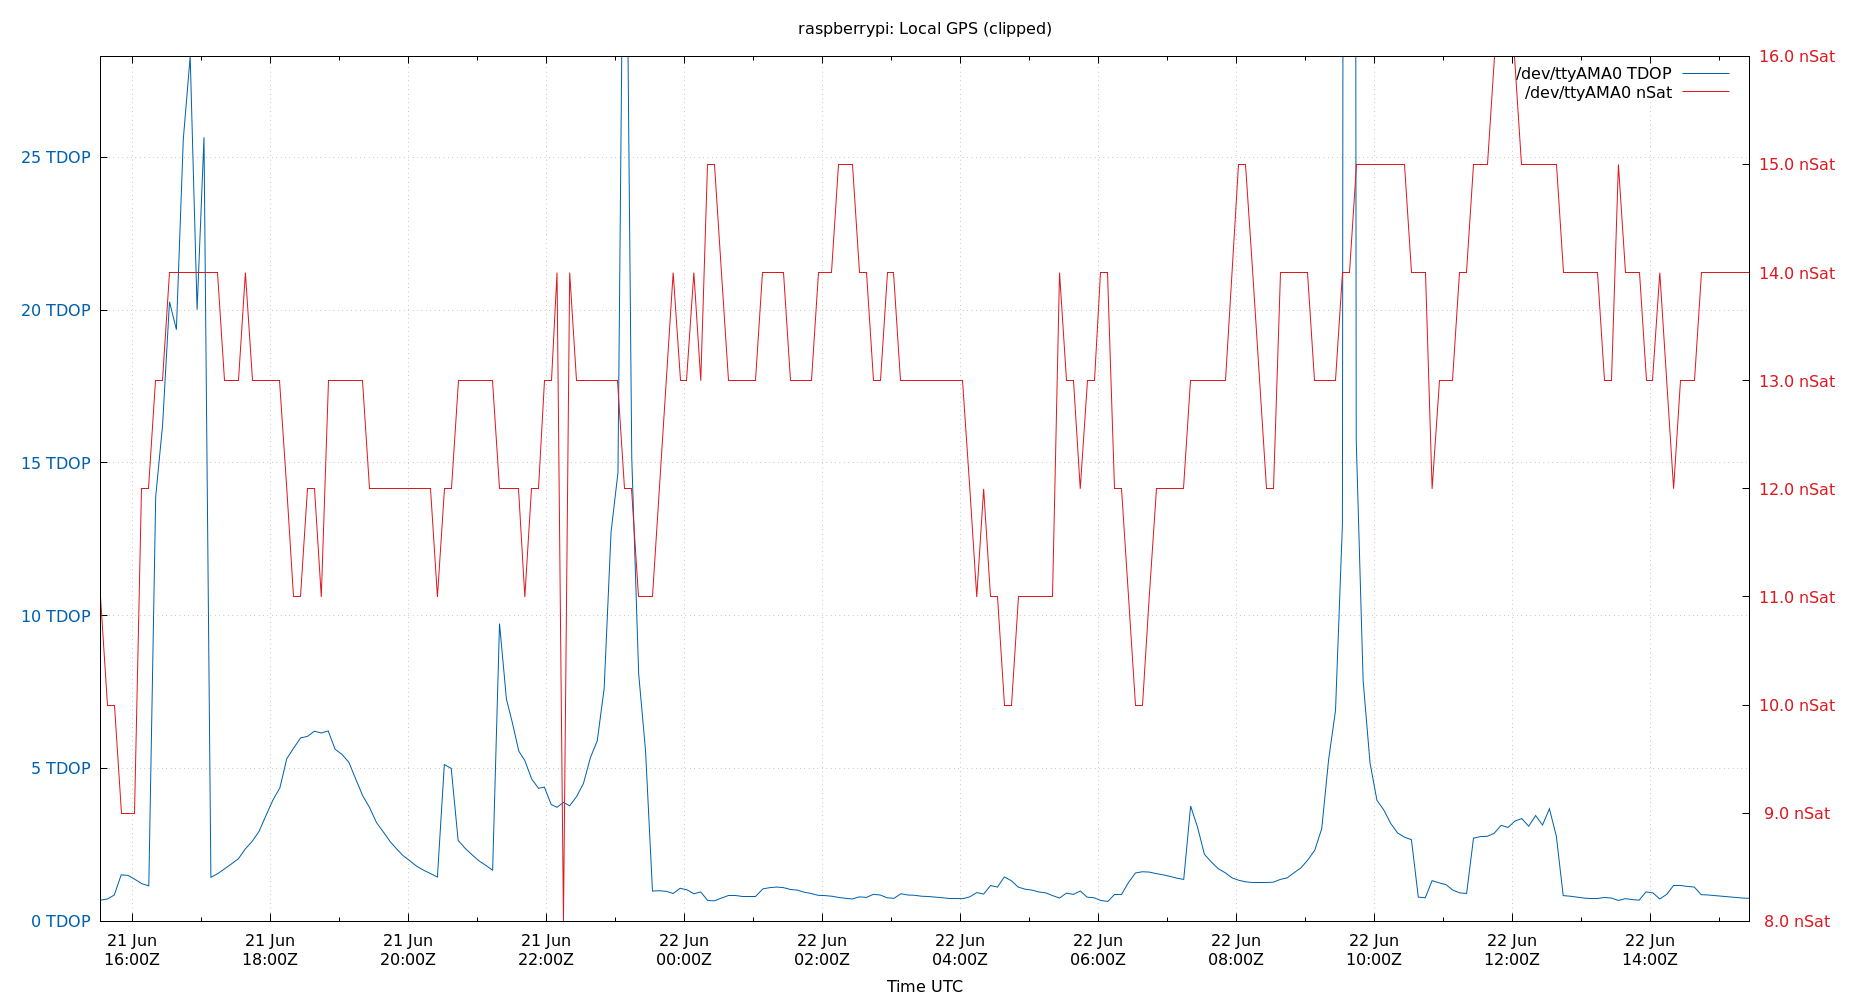 raspberrypi: Local GPS (clipped)
/dev/ttyAMA0 TDOP
/dev/ttyAMA0 nSat
25 TDOP
20 TDOP
15 TDOP
10 TDOP
5 TDOP
0 TDOP
16.0 nSat
15.0 nSat
14.0 nSat
13.0 nSat
12.0 nSat
11.0 nSat
10.0 nSat
9.0 nSat
8.0 nSat
21 Jun 21 Jun 21 Jun 21 Jun 22 Jun 22 Jun 22 Jun 22 Jun 22 Jun 22 Jun 22 Jun 22 Jun
16:00Z 18:00Z 20:00Z 22:00Z 00:00Z 02:00Z 04:00Z 06:00Z 08:00Z 10:00Z 12:00Z 14:00Z
Time UTC